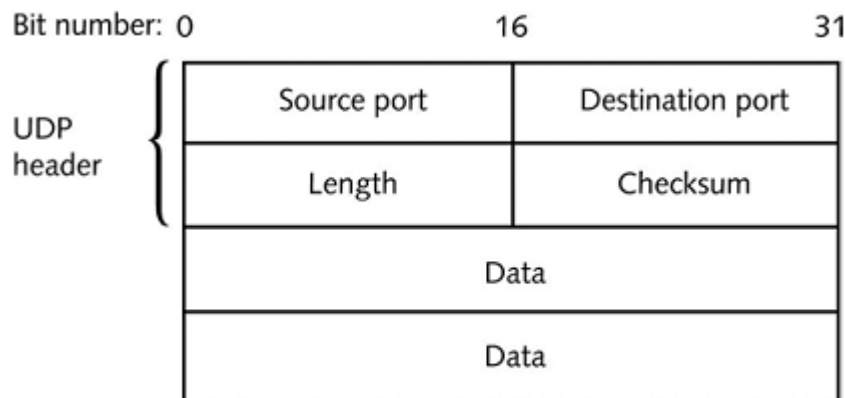 Bit number: 0 16 31
Source port Destination port
UDP
header
Length Checksum
Data
Data